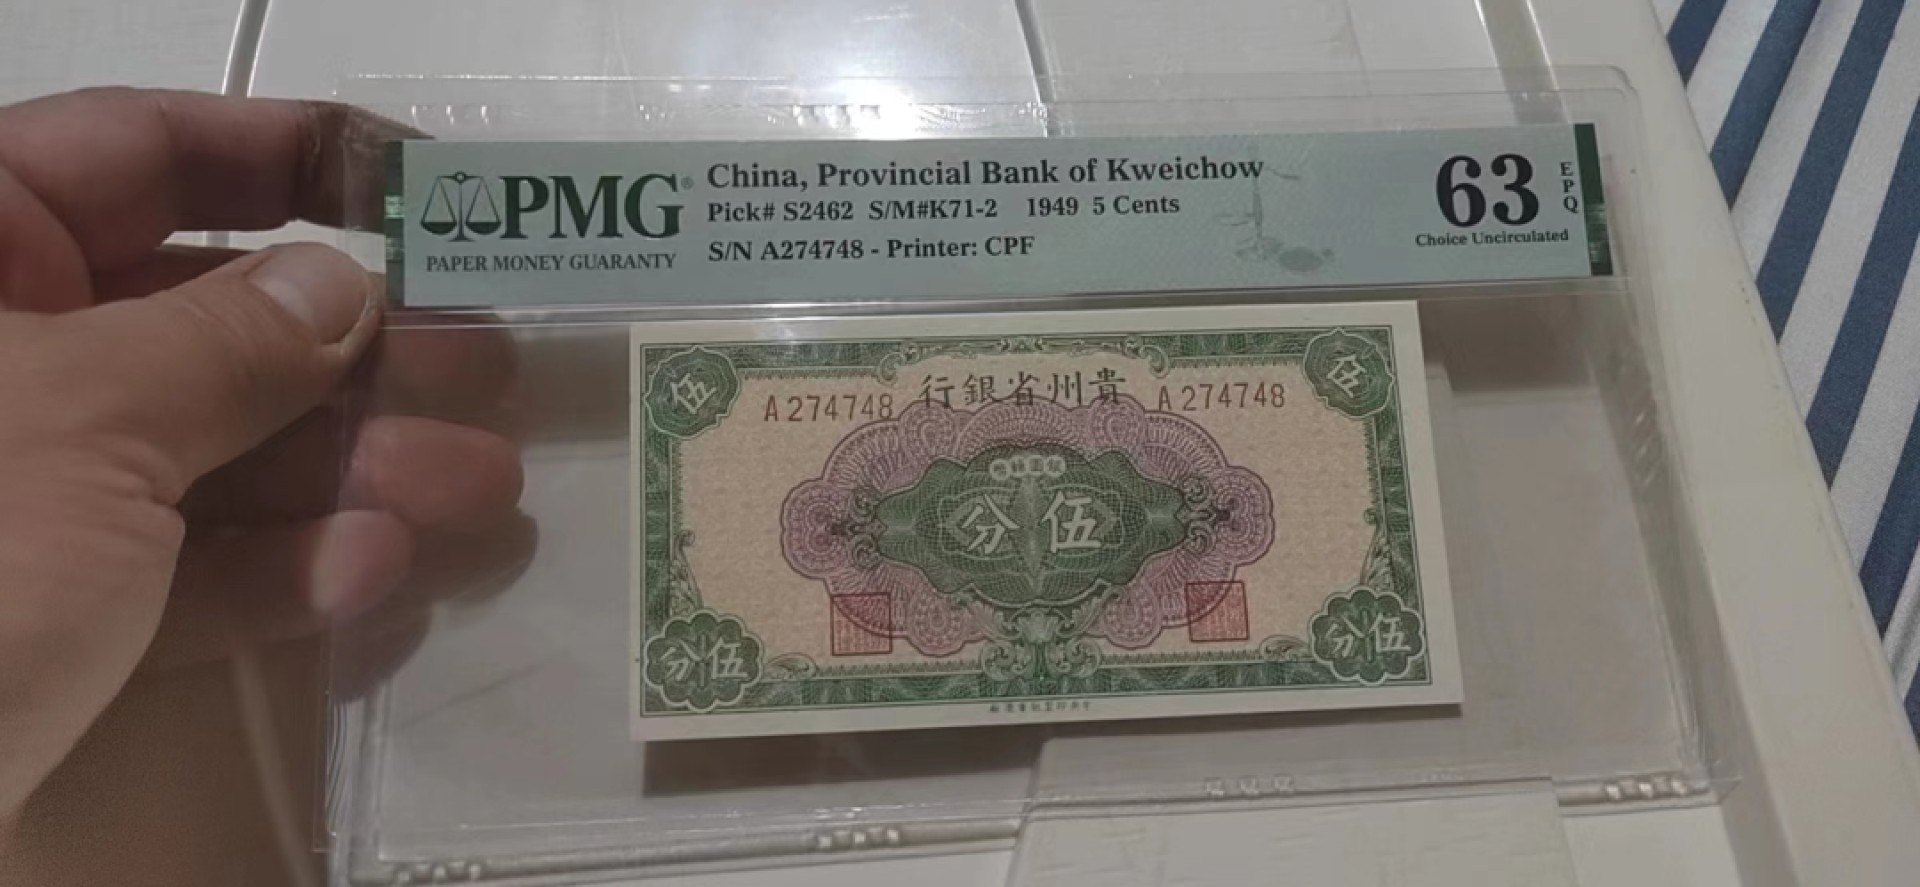 PMG®
PAPER MONEY GUARANTY
China, Provincial Bank of Kweichow
Pick# S2462 S/M#K71-2 1949 5 Cents
S/N A274748 - Printer: CPF
63
EPQ
Choice Uncirculated
伍
伍
行銀省州貴
A274748
A274748
分伍
分伍
分伍